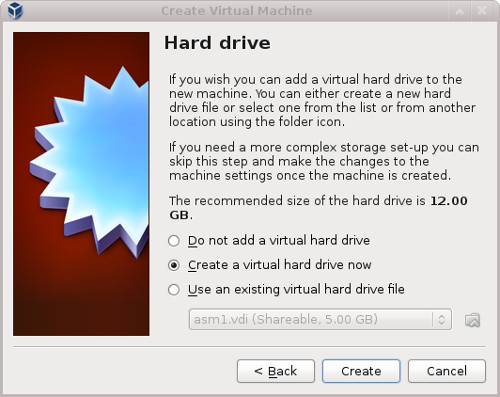 Create Virtual Machine
Hard drive
If you wish you can add a virtual hard drive to the
new machine. You can either create a new hard
drive file or select one from the list or from another
location using the folder icon.
If you need a more complex storage set-up you can
skip this step and make the changes to the
machine settings once the machine is created.
The recommended size of the hard drive is 12.00
GB.
Do not add a virtual hard drive
Create a virtual hard drive now
Use an existing virtual hard drive file
asm1.vdi (Shareable, 5.00 GB)
< Back
Create
Cancel